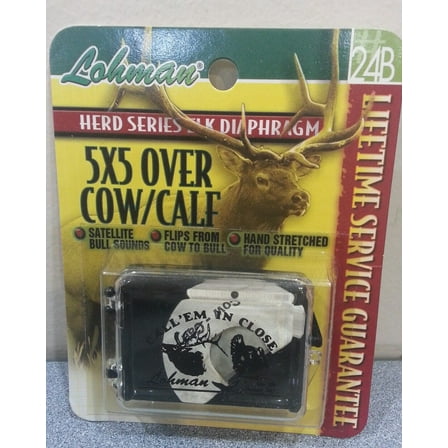 Lohman®
#24B
HERD SERIES ELK DIAPHRAGM
5X5 OVER
COW/CALF
SATELLITE
BULL SOUNDS
FLIPS FROM
COW TO BULL
HAND STRETCHED
FOR QUALITY
LIFETIME SERVICE GUARANTEE
CALL'EM IN CLOSE
Lohman